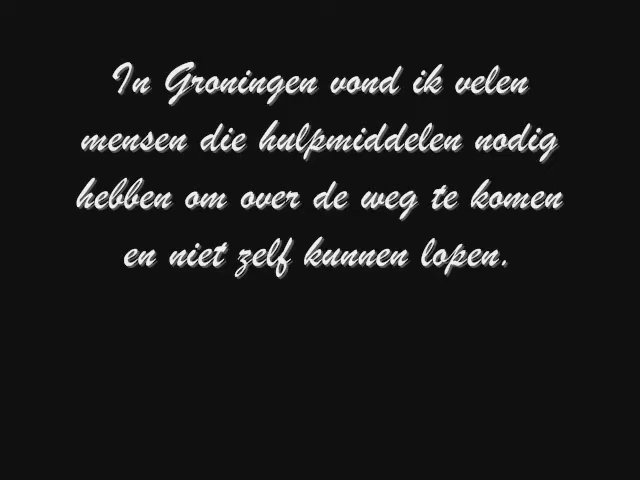 In Groningen vond ik velen
mensen die hulpmiddelen nodig
hebben om over de weg te komen
en niet zelf kunnen lopen.